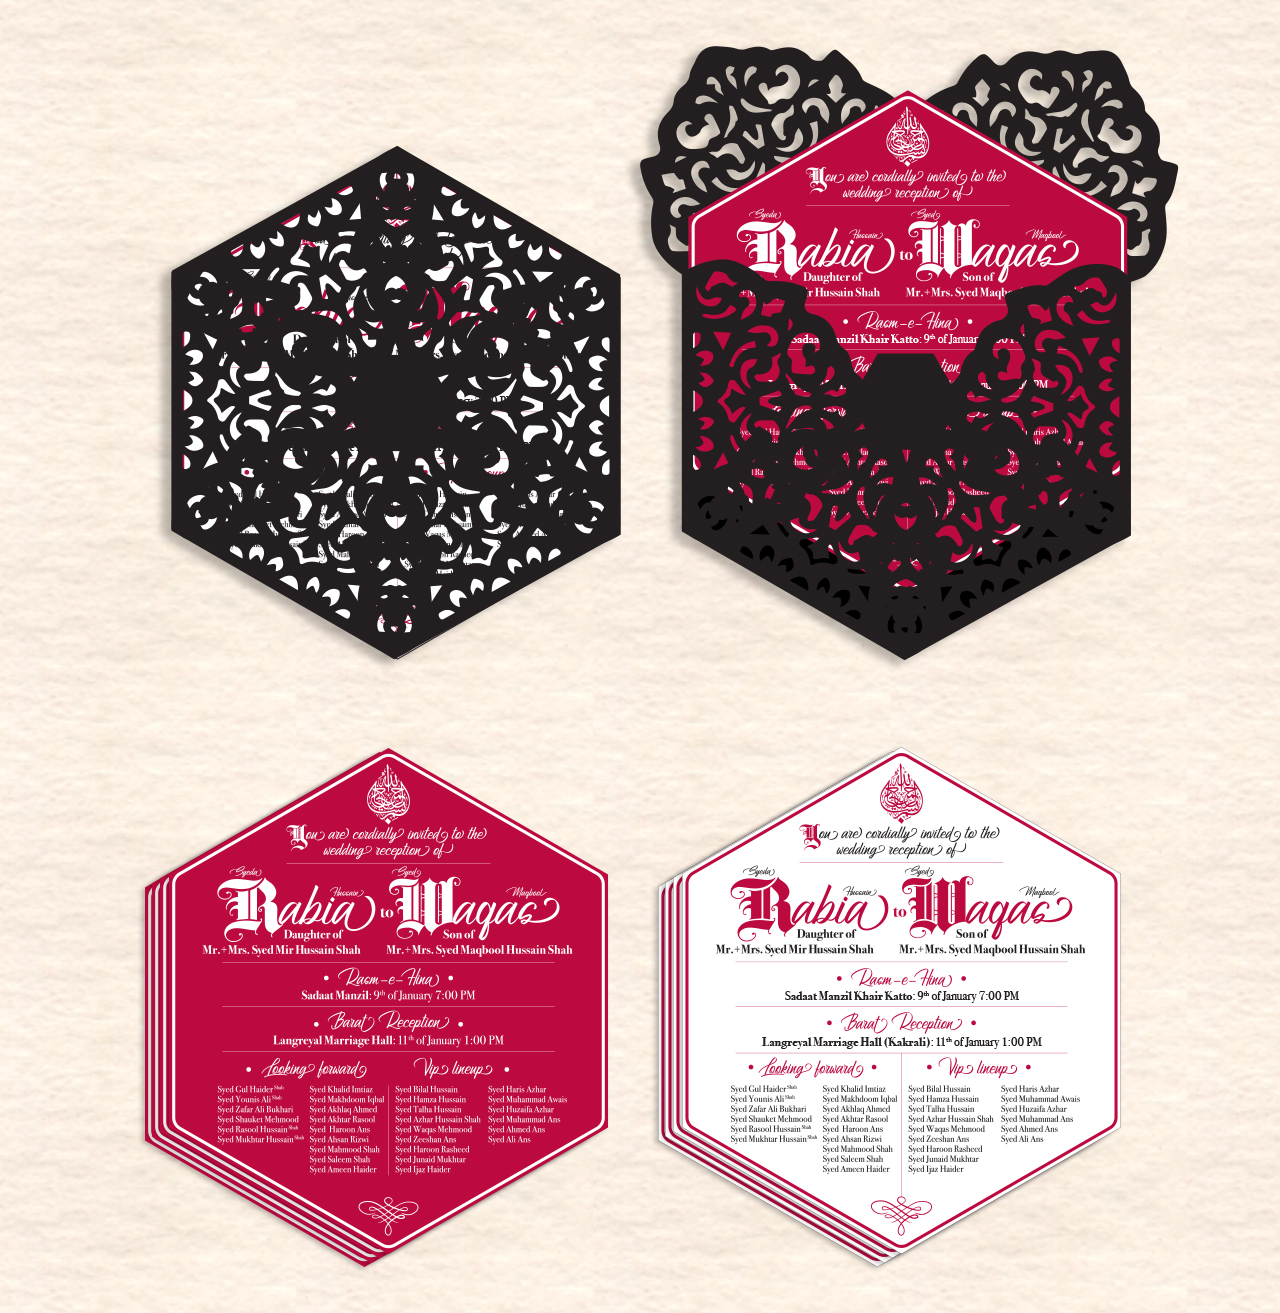 You are cordially invited to the
wedding reception of
Syeda Hussain Syed Maqbool
Rabia to Waqas
Daughter of Son of
Mir Hussain Shah Mr.+Mrs. Syed
• Rasm-e-Hina •
Khair Katto: 9th of
You are cordially invited to the
wedding reception of
Syeda Hussain Syed Maqbool
Rabia to Waqas
Daughter of Son of
Mr.+Mrs. Syed Mir Hussain Shah Mr.+Mrs. Syed Maqbool Hussain Shah
• Rasm-e-Hina •
Sadaat Manzil: 9th of January 7:00 PM
• Barat Reception •
Langreyal Marriage Hall: 11th of January 1:00 PM
• Looking forward Vip lineup •
Syed Gul Haider Shah
Syed Younis Ali Shah
Syed Zafar Ali Bukhari
Syed Shauket Mehmood
Syed Rasool Hussain Shah
Syed Mukhtar Hussain Shah
Syed Khalid Imtiaz
Syed Makhdoom Iqbal
Syed Akhlaq Ahmed
Syed Akhtar Rasool
Syed Haroon Ans
Syed Ahsan Rizwi
Syed Mahmood Shah
Syed Saleem Shah
Syed Ameen Haider
Syed Bilal Hussain
Syed Hamza Hussain
Syed Talha Hussain
Syed Azhar Hussain Shah
Syed Waqas Mehmood
Syed Zeeshan Ans
Syed Haroon Rasheed
Syed Junaid Mukhtar
Syed Ijaz Haider
Syed Haris Azhar
Syed Muhammad Awais
Syed Huzaifa Azhar
Syed Muhammad Ans
Syed Ahmed Ans
Syed Ali Ans
You are cordially invited to the
wedding reception of
Syeda Hussain Syed Maqbool
Rabia to Waqas
Daughter of Son of
Mr.+Mrs. Syed Mir Hussain Shah Mr.+Mrs. Syed Maqbool Hussain Shah
• Rasm-e-Hina •
Sadaat Manzil Khair Katto: 9th of January 7:00 PM
• Barat Reception •
Langreyal Marriage Hall (Kakrali): 11th of January 1:00 PM
• Looking forward • • Vip lineup •
Syed Gul Haider Shah
Syed Younis Ali Shah
Syed Zafar Ali Bukhari
Syed Shauket Mehmood
Syed Rasool Hussain Shah
Syed Mukhtar Hussain Shah
Syed Khalid Imtiaz
Syed Makhdoom Iqbal
Syed Akhlaq Ahmed
Syed Akhtar Rasool
Syed Haroon Ans
Syed Ahsan Rizwi
Syed Mahmood Shah
Syed Saleem Shah
Syed Ameen Haider
Syed Bilal Hussain
Syed Hamza Hussain
Syed Talha Hussain
Syed Azhar Hussain Shah
Syed Waqas Mehmood
Syed Zeeshan Ans
Syed Haroon Rasheed
Syed Junaid Mukhtar
Syed Ijaz Haider
Syed Haris Azhar
Syed Muhammad Awais
Syed Huzaifa Azhar
Syed Muhammad Ans
Syed Ahmed Ans
Syed Ali Ans